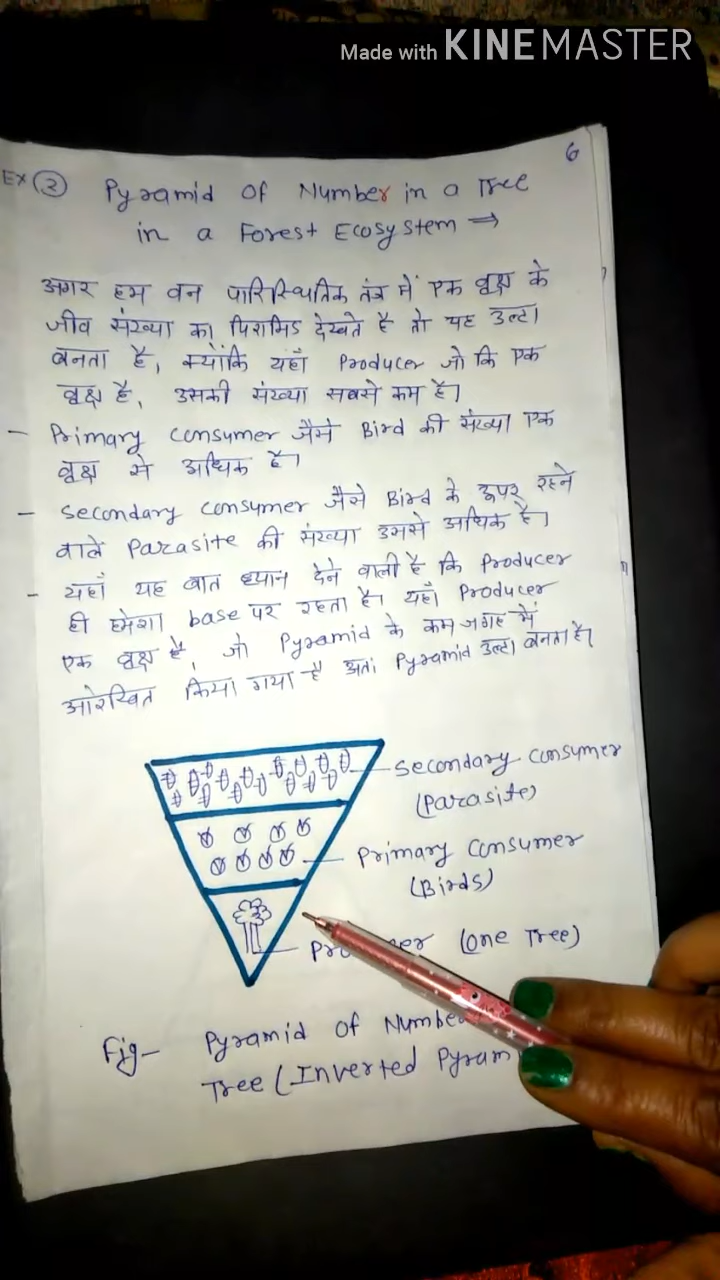 Made with KINEMASTER
6
Ex ② Pyramid of Number in a Tree
in a Forest Ecosystem ⇒
अगर हम वन पारिस्थितिक तंत्र में एक वृक्ष के
जीव संख्या का पिरामिड देखते है तो यह उल्टा
बनता है, क्योंकि यहाँ Producer जो कि एक
वृक्ष है, उसकी संख्या सबसे कम है।
- Primary consumer जैसे Bird की संख्या एक
वृक्ष से अधिक है।
- Secondary consumer जैसे Bird के ऊपर रहने
वाले Parasite की संख्या उससे अधिक है।
- यहाँ यह बात ध्यान देने वाली है कि Producer
ही हमेशा base पर रहता है। यहाँ Producer
एक वृक्ष है, जो Pyramid के कम जगह में
आरेखित किया गया है अतः Pyramid उल्टा बनता है।
Secondary Consumer
(Parasite)
Primary Consumer
(Birds)
(One Tree)
Fig- Pyramid of Number
Tree (Inverted Pyram